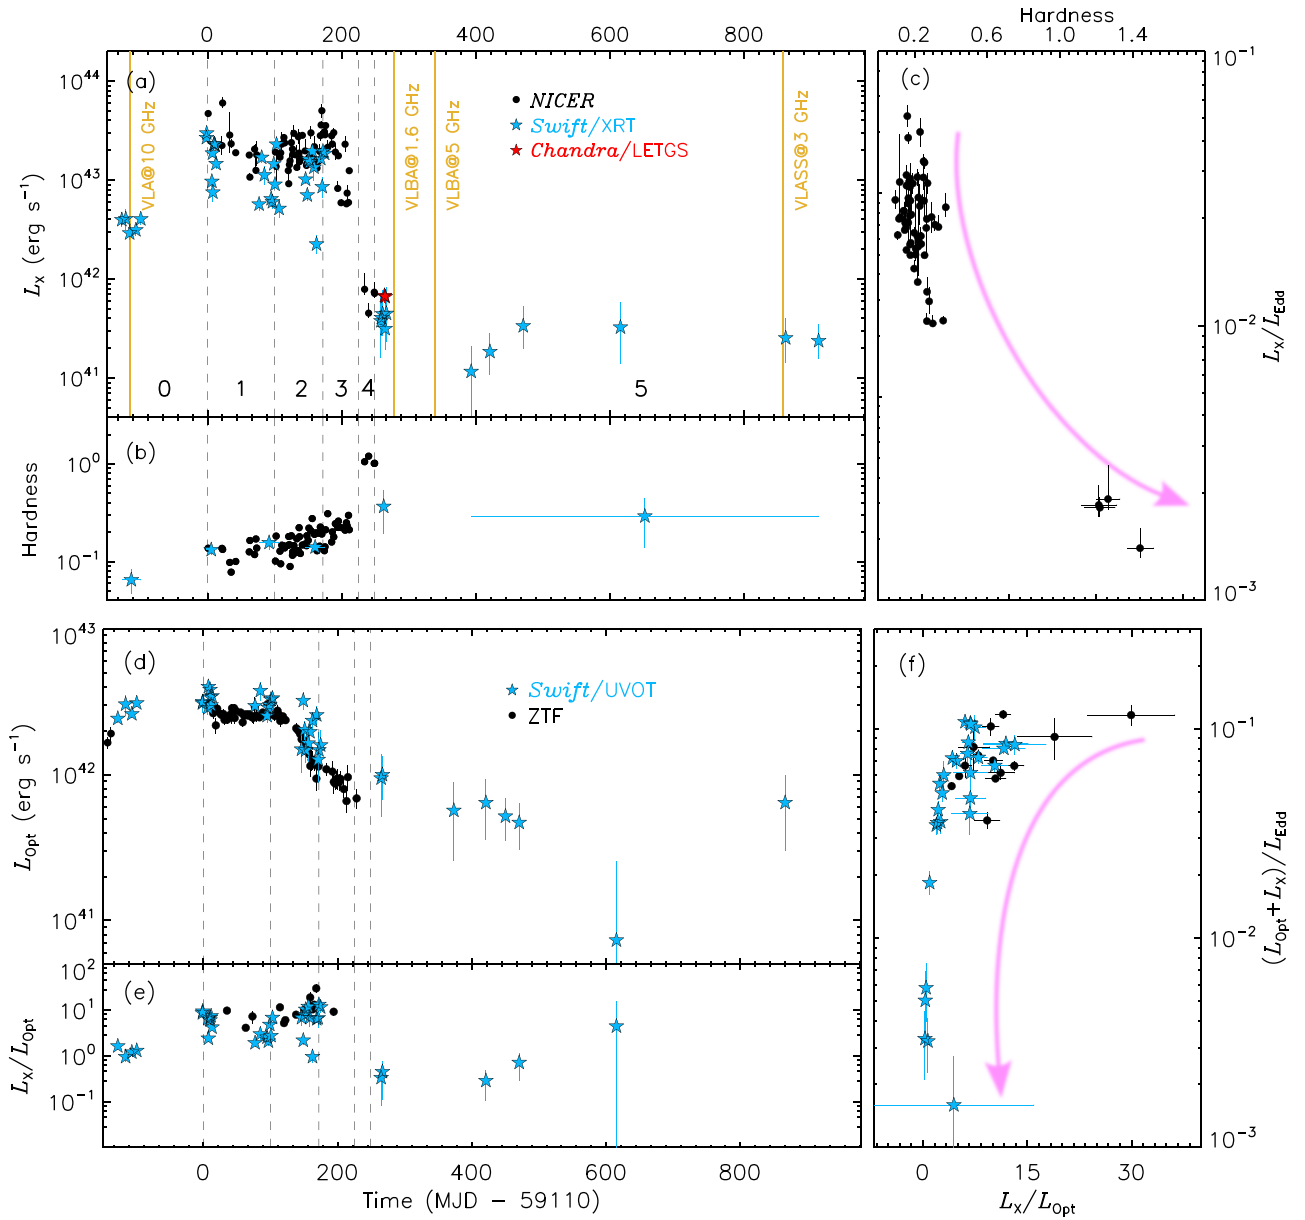 0 200 400 600 800
Hardness
0.2 0.6 1.0 1.4
(a)
NICER
Swift/XRT
Chandra/LETGS
VLA@10 GHz
VLBA@1.6 GHz
VLBA@5 GHz
VLASS@3 GHz
10^44
10^43
10^42
10^41
L_X (erg s^−1)
0 1 2 3 4 5
(b)
10^0
10^−1
Hardness
(c)
10^−1
10^−2
10^−3
L_X/L_Edd
(d)
Swift/UVOT
ZTF
10^43
10^42
10^41
L_Opt (erg s^−1)
(e)
10^2
10^1
10^0
10^−1
L_X/L_Opt
0 200 400 600 800
Time (MJD − 59110)
(f)
10^−1
10^−2
10^−3
(L_Opt+L_X)/L_Edd
0 15 30
L_X/L_Opt